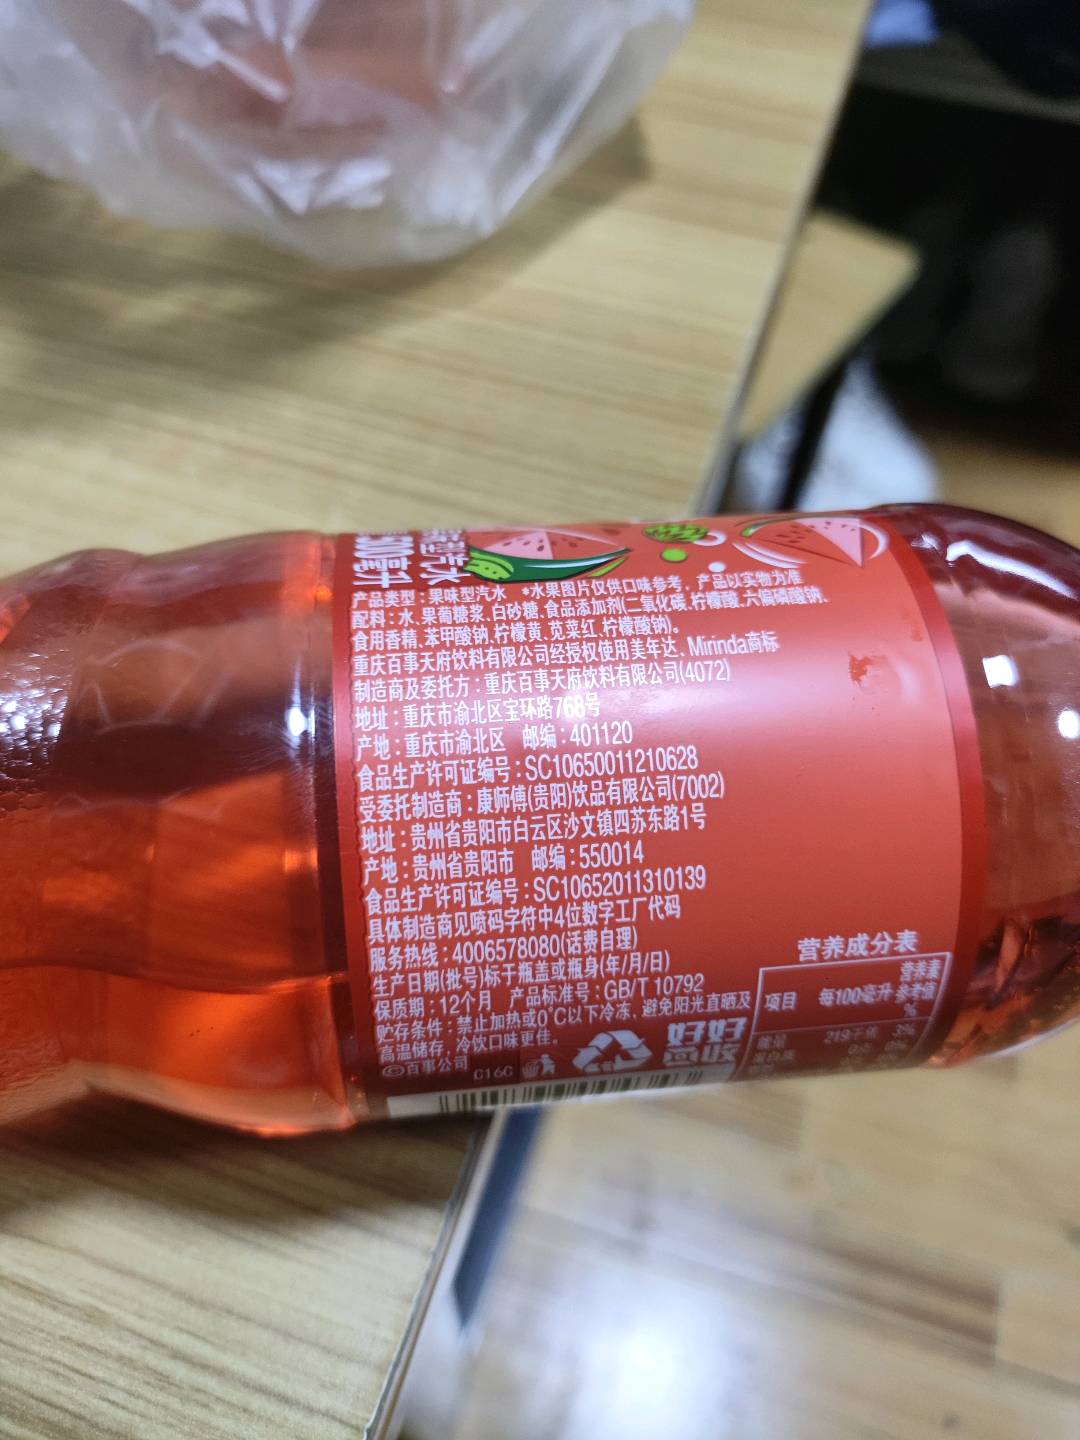 毫升
型汽水
产品类型：果味型汽水 *水果图片仅供口味参考，产品以实物为准
配料：水、果葡糖浆、白砂糖、食品添加剂(二氧化碳、柠檬酸、六偏磷酸钠、
食用香精、苯甲酸钠、柠檬黄、苋菜红、柠檬酸钠)。
重庆百事天府饮料有限公司经授权使用美年达、Mirinda商标
制造商及委托方：重庆百事天府饮料有限公司(4072)
地址：重庆市渝北区宝环路768号
产地：重庆市渝北区 邮编：401120
食品生产许可证编号：SC10650011210628
受委托制造商：康师傅(贵阳)饮品有限公司(7002)
地址：贵州省贵阳市白云区沙文镇四苏东路1号
产地：贵州省贵阳市 邮编：550014
食品生产许可证编号：SC10652011310139
具体制造商见喷码字符中4位数字工厂代码
服务热线：4006578080(话费自理)
生产日期(批号)标于瓶盖或瓶身(年/月/日)
保质期：12个月 产品标准号：GB/T 10792
贮存条件：禁止加热或0°C以下冷冻，避免阳光直晒及
高温储存，冷饮口味更佳。
©百事公司 C16C
好好
回收
营养成分表
项目 每100毫升 营养素参考值%
能量 219千焦 3%